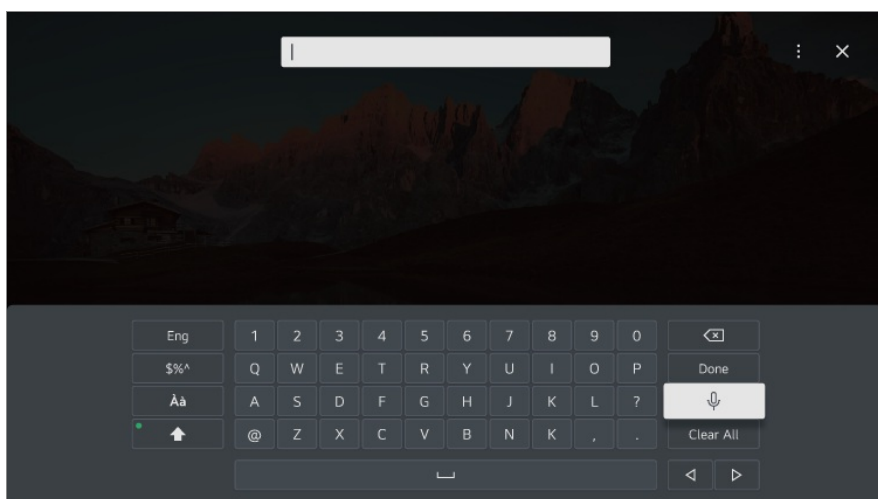 Eng 1 2 3 4 5 6 7 8 9 0
$%^ Q W E T R Y U I O P Done
Àà A S D F G H J K L ?
@ Z X C V B N K , . Clear All